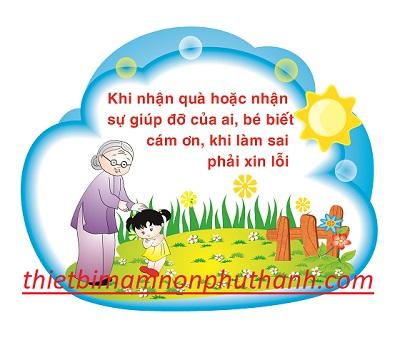 Khi nhận quà hoặc nhận
sự giúp đỡ của ai, bé biết
cám ơn, khi làm sai
phải xin lỗi
thietbimamnonphuthanh.com